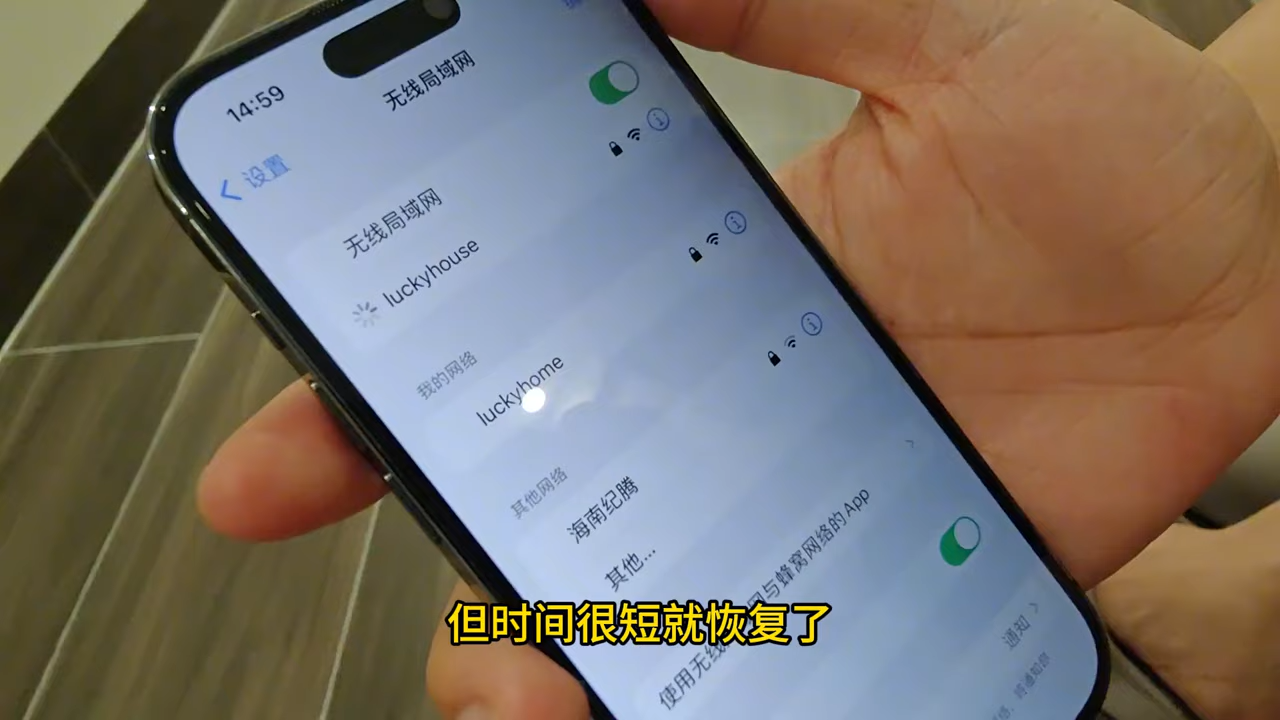 14:59
无线局域网
设置
无线局域网
luckyhouse
我的网络
luckyhome
其他网络
海南纪腾
其他...
使用无线
网与蜂窝网络的 App
通知
但时间很短就恢复了